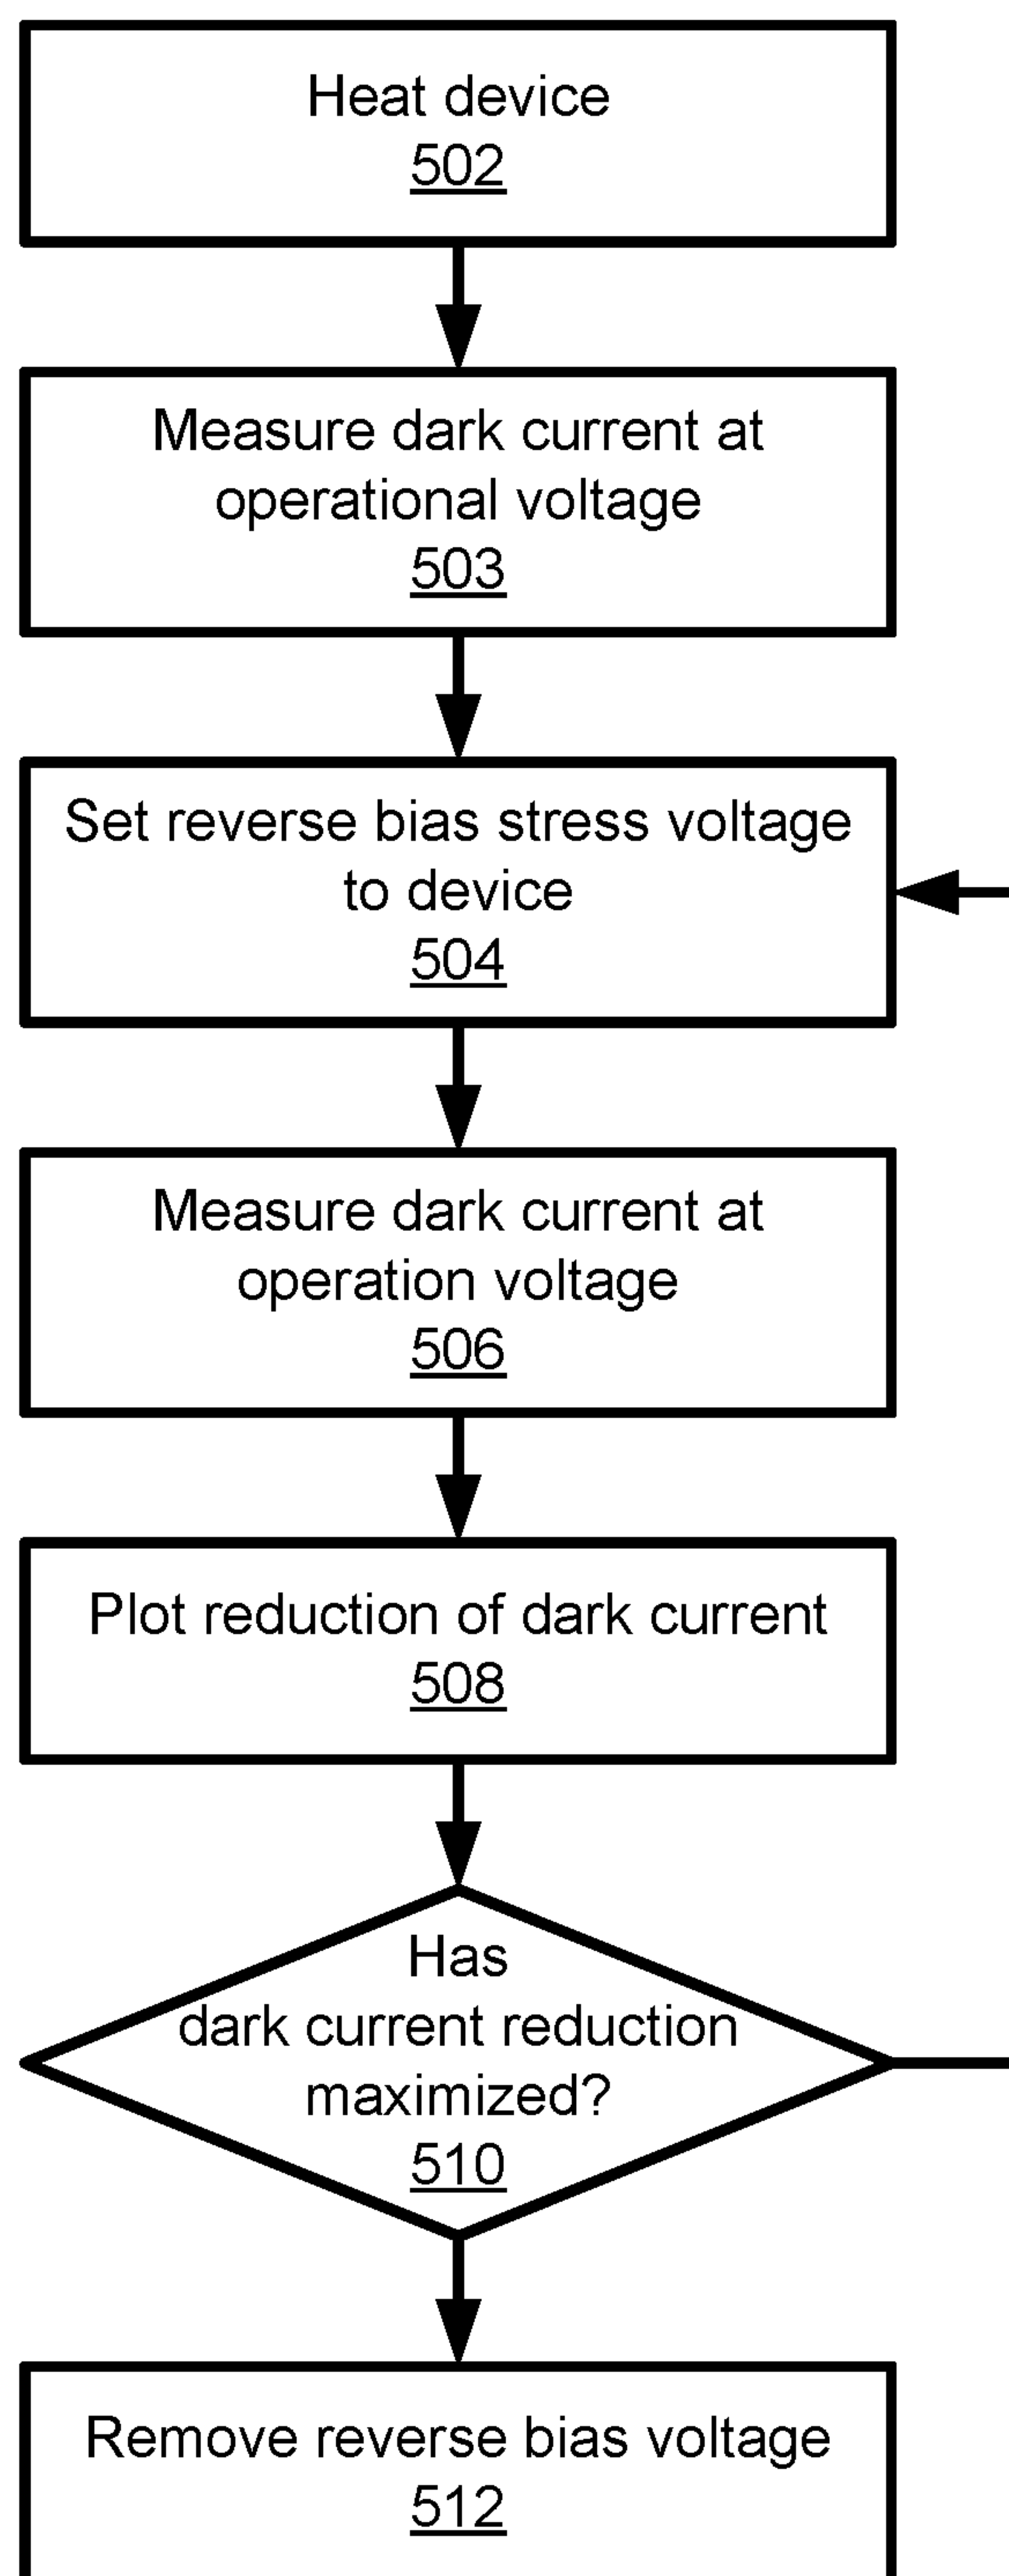 Heat device
502
Measure dark current at
operational voltage
503
Set reverse bias stress voltage
to device
504
Measure dark current at
operation voltage
506
Plot reduction of dark current
508
Has
dark current reduction
maximized?
510
Remove reverse bias voltage
512